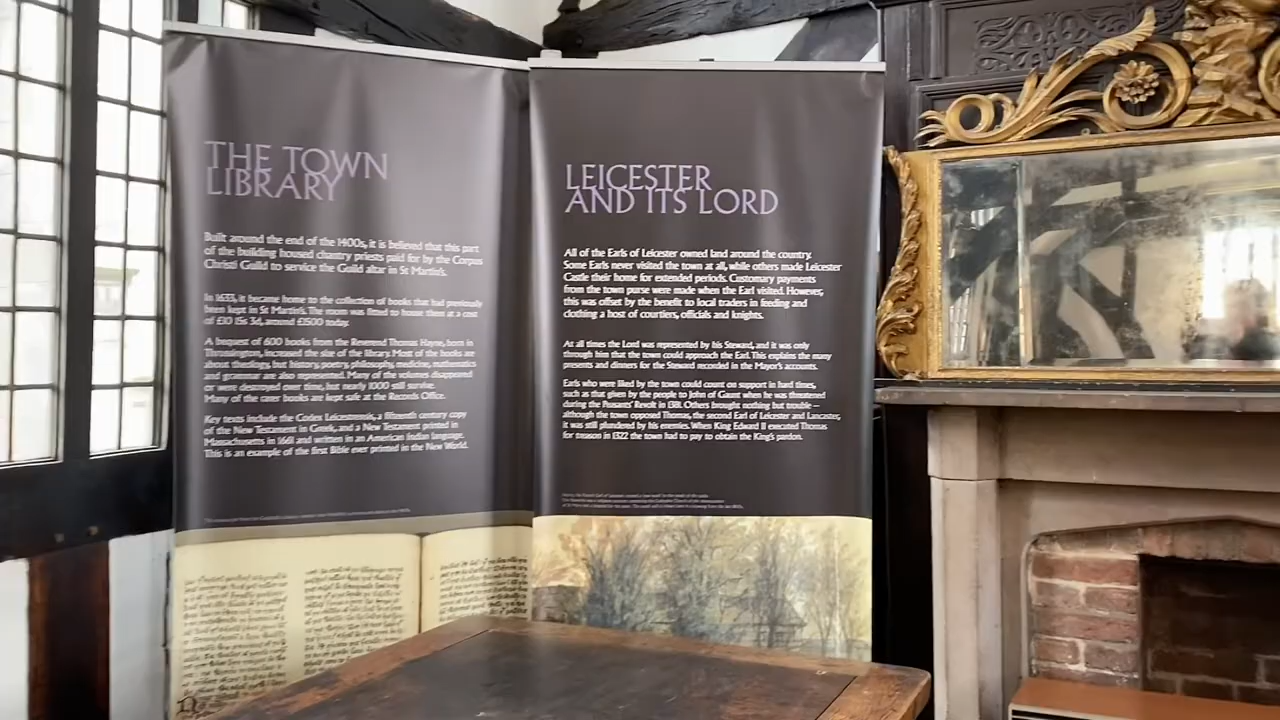 THE TOWN
LIBRARY
Built around the end of the 1400s, it is believed that this part
of the building housed chantry priests paid for by the Corpus
Christi Guild to service the Guild altar in St Martin's.
In 1633, it became home to the collection of books that had previously
been kept in St Martin's. The room was fitted to house them at a cost
of £10 15s 3d, around £1500 today.
A bequest of 600 books from the Reverend Thomas Hayne, born in
Thrussington, increased the size of the library. Most of the books are
about theology, but history, poetry, philosophy, medicine, mathematics
and grammar are also represented. Many of the volumes disappeared
or were destroyed over time, but nearly 1000 still survive.
Many of the rarer books are kept safe at the Records Office.
Key texts include the Codex Leicestrensis, a fifteenth century copy
of the New Testament in Greek, and a New Testament printed in
Massachusetts in 1661 and written in an American Indian language.
This is an example of the first Bible ever printed in the New World.
LEICESTER
AND ITS LORD
All of the Earls of Leicester owned land around the country.
Some Earls never visited the town at all, while others made Leicester
Castle their home for extended periods. Customary payments
from the town purse were made when the Earl visited. However,
this was offset by the benefit to local traders in feeding and
clothing a host of courtiers, officials and knights.
At all times the Lord was represented by his Steward, and it was only
through him that the town could approach the Earl. This explains the many
presents and dinners for the Steward recorded in the Mayor's accounts.
Earls who were liked by the town could count on support in hard times,
such as that given by the people to John of Gaunt when he was threatened
during the Peasants' Revolt in 1381. Others brought nothing but trouble –
although the town opposed Thomas, the second Earl of Leicester and Lancaster,
it was still plundered by his enemies. When King Edward II executed Thomas
for treason in 1322 the town had to pay to obtain the King's pardon.